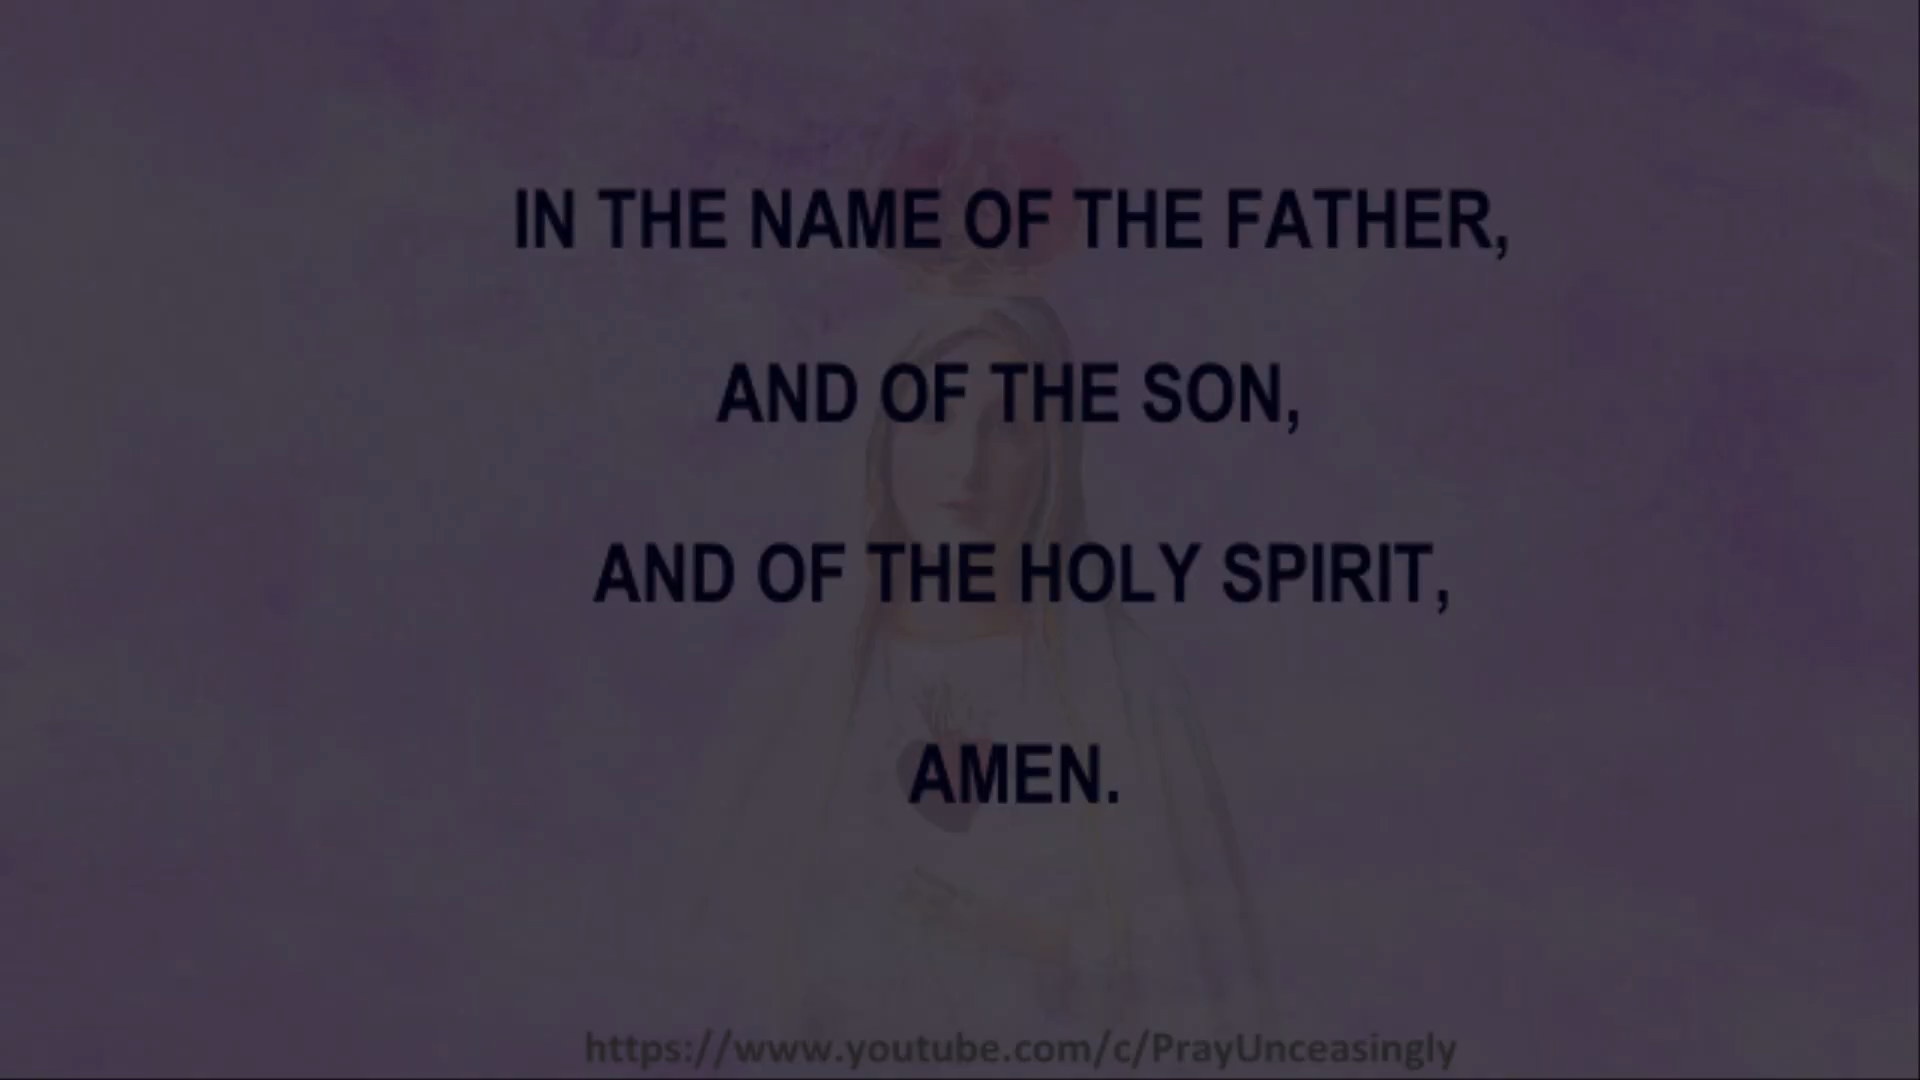 IN THE NAME OF THE FATHER,
AND OF THE SON,
AND OF THE HOLY SPIRIT,
AMEN.
https://www.youtube.com/c/PrayUnceasingly